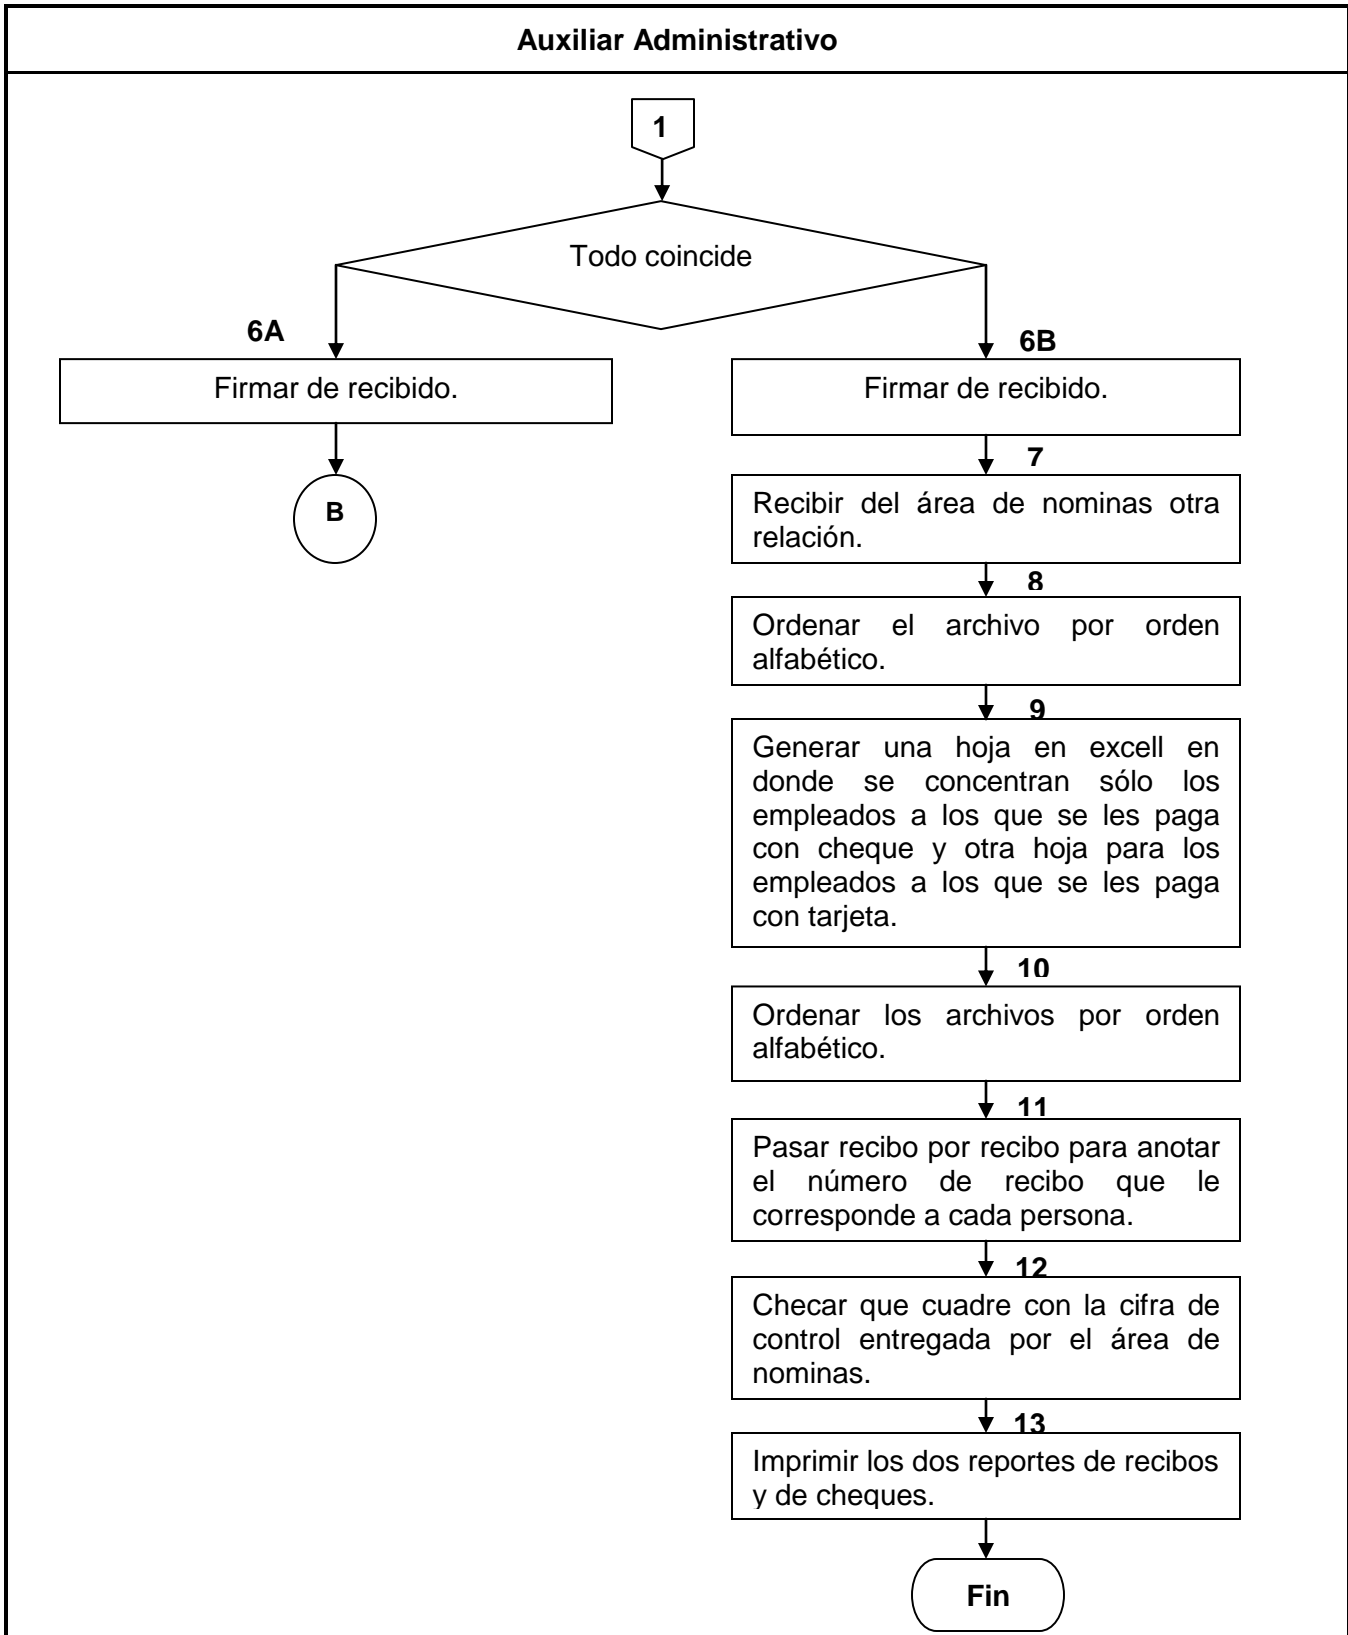 Auxiliar Administrativo
1
Todo coincide
6A
Firmar de recibido.
B
6B
Firmar de recibido.
7
Recibir del área de nominas otra
relación.
8
Ordenar el archivo por orden
alfabético.
9
Generar una hoja en excell en
donde se concentran sólo los
empleados a los que se les paga
con cheque y otra hoja para los
empleados a los que se les paga
con tarjeta.
10
Ordenar los archivos por orden
alfabético.
11
Pasar recibo por recibo para anotar
el número de recibo que le
corresponde a cada persona.
12
Checar que cuadre con la cifra de
control entregada por el área de
nominas.
13
Imprimir los dos reportes de recibos
y de cheques.
Fin